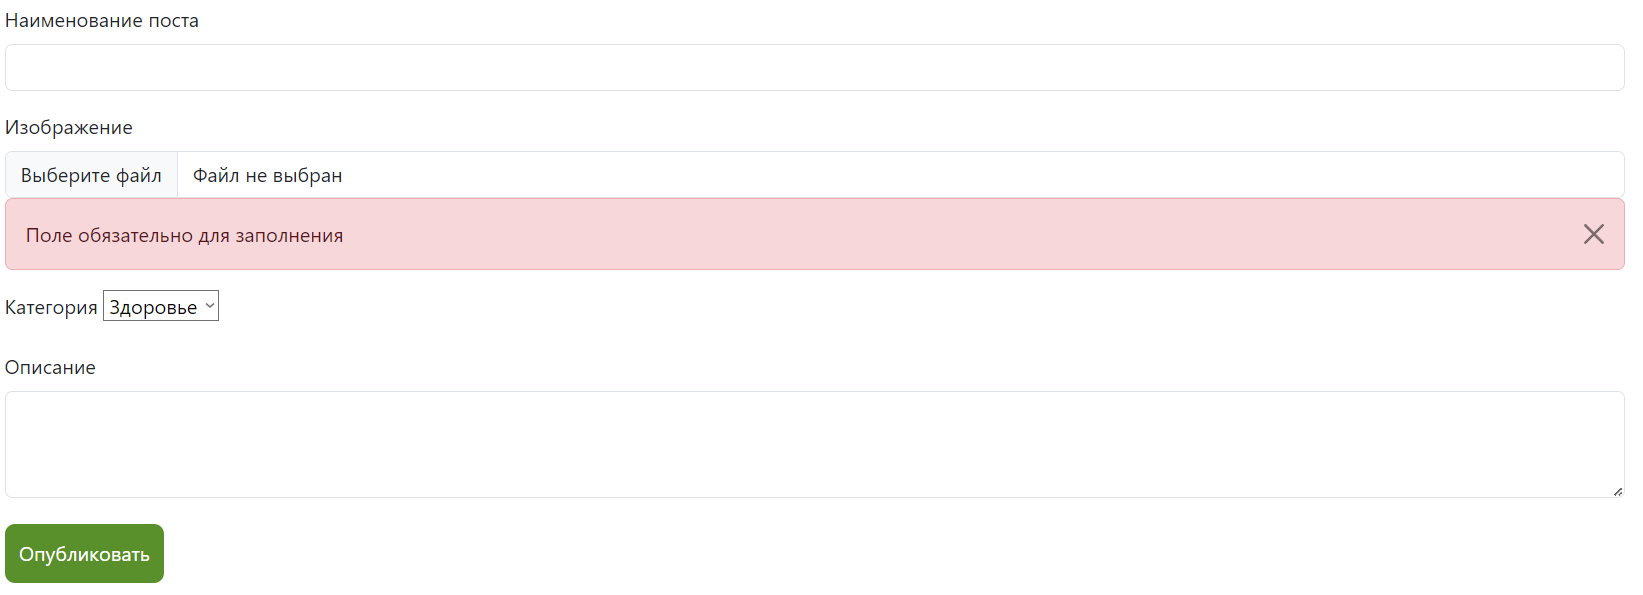 Наименование поста
Изображение
Выберите файл Файл не выбран
Поле обязательно для заполнения
Категория Здоровье
Описание
Опубликовать